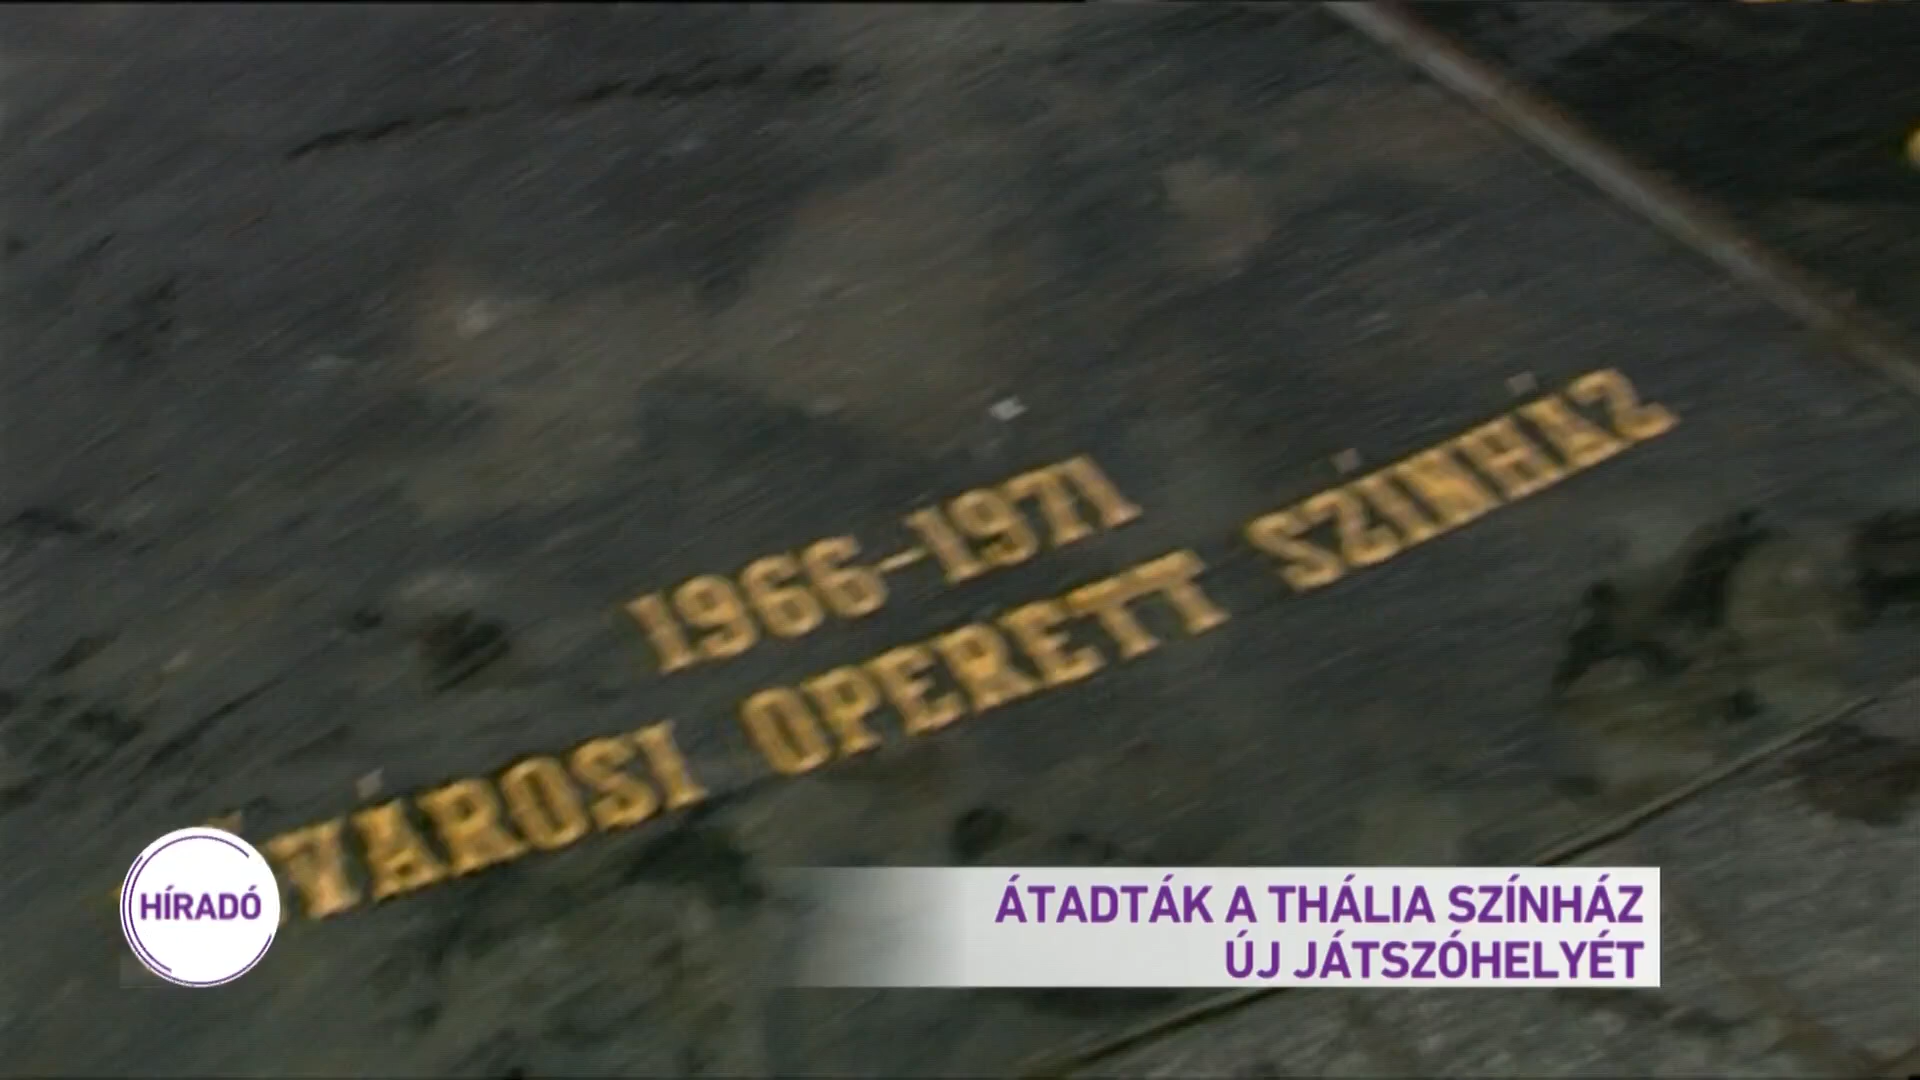 1966–1971
VÁROSI OPERETT SZÍNHÁZ
HÍRADÓ
ÁTADTÁK A THÁLIA SZÍNHÁZ
ÚJ JÁTSZÓHELYÉT